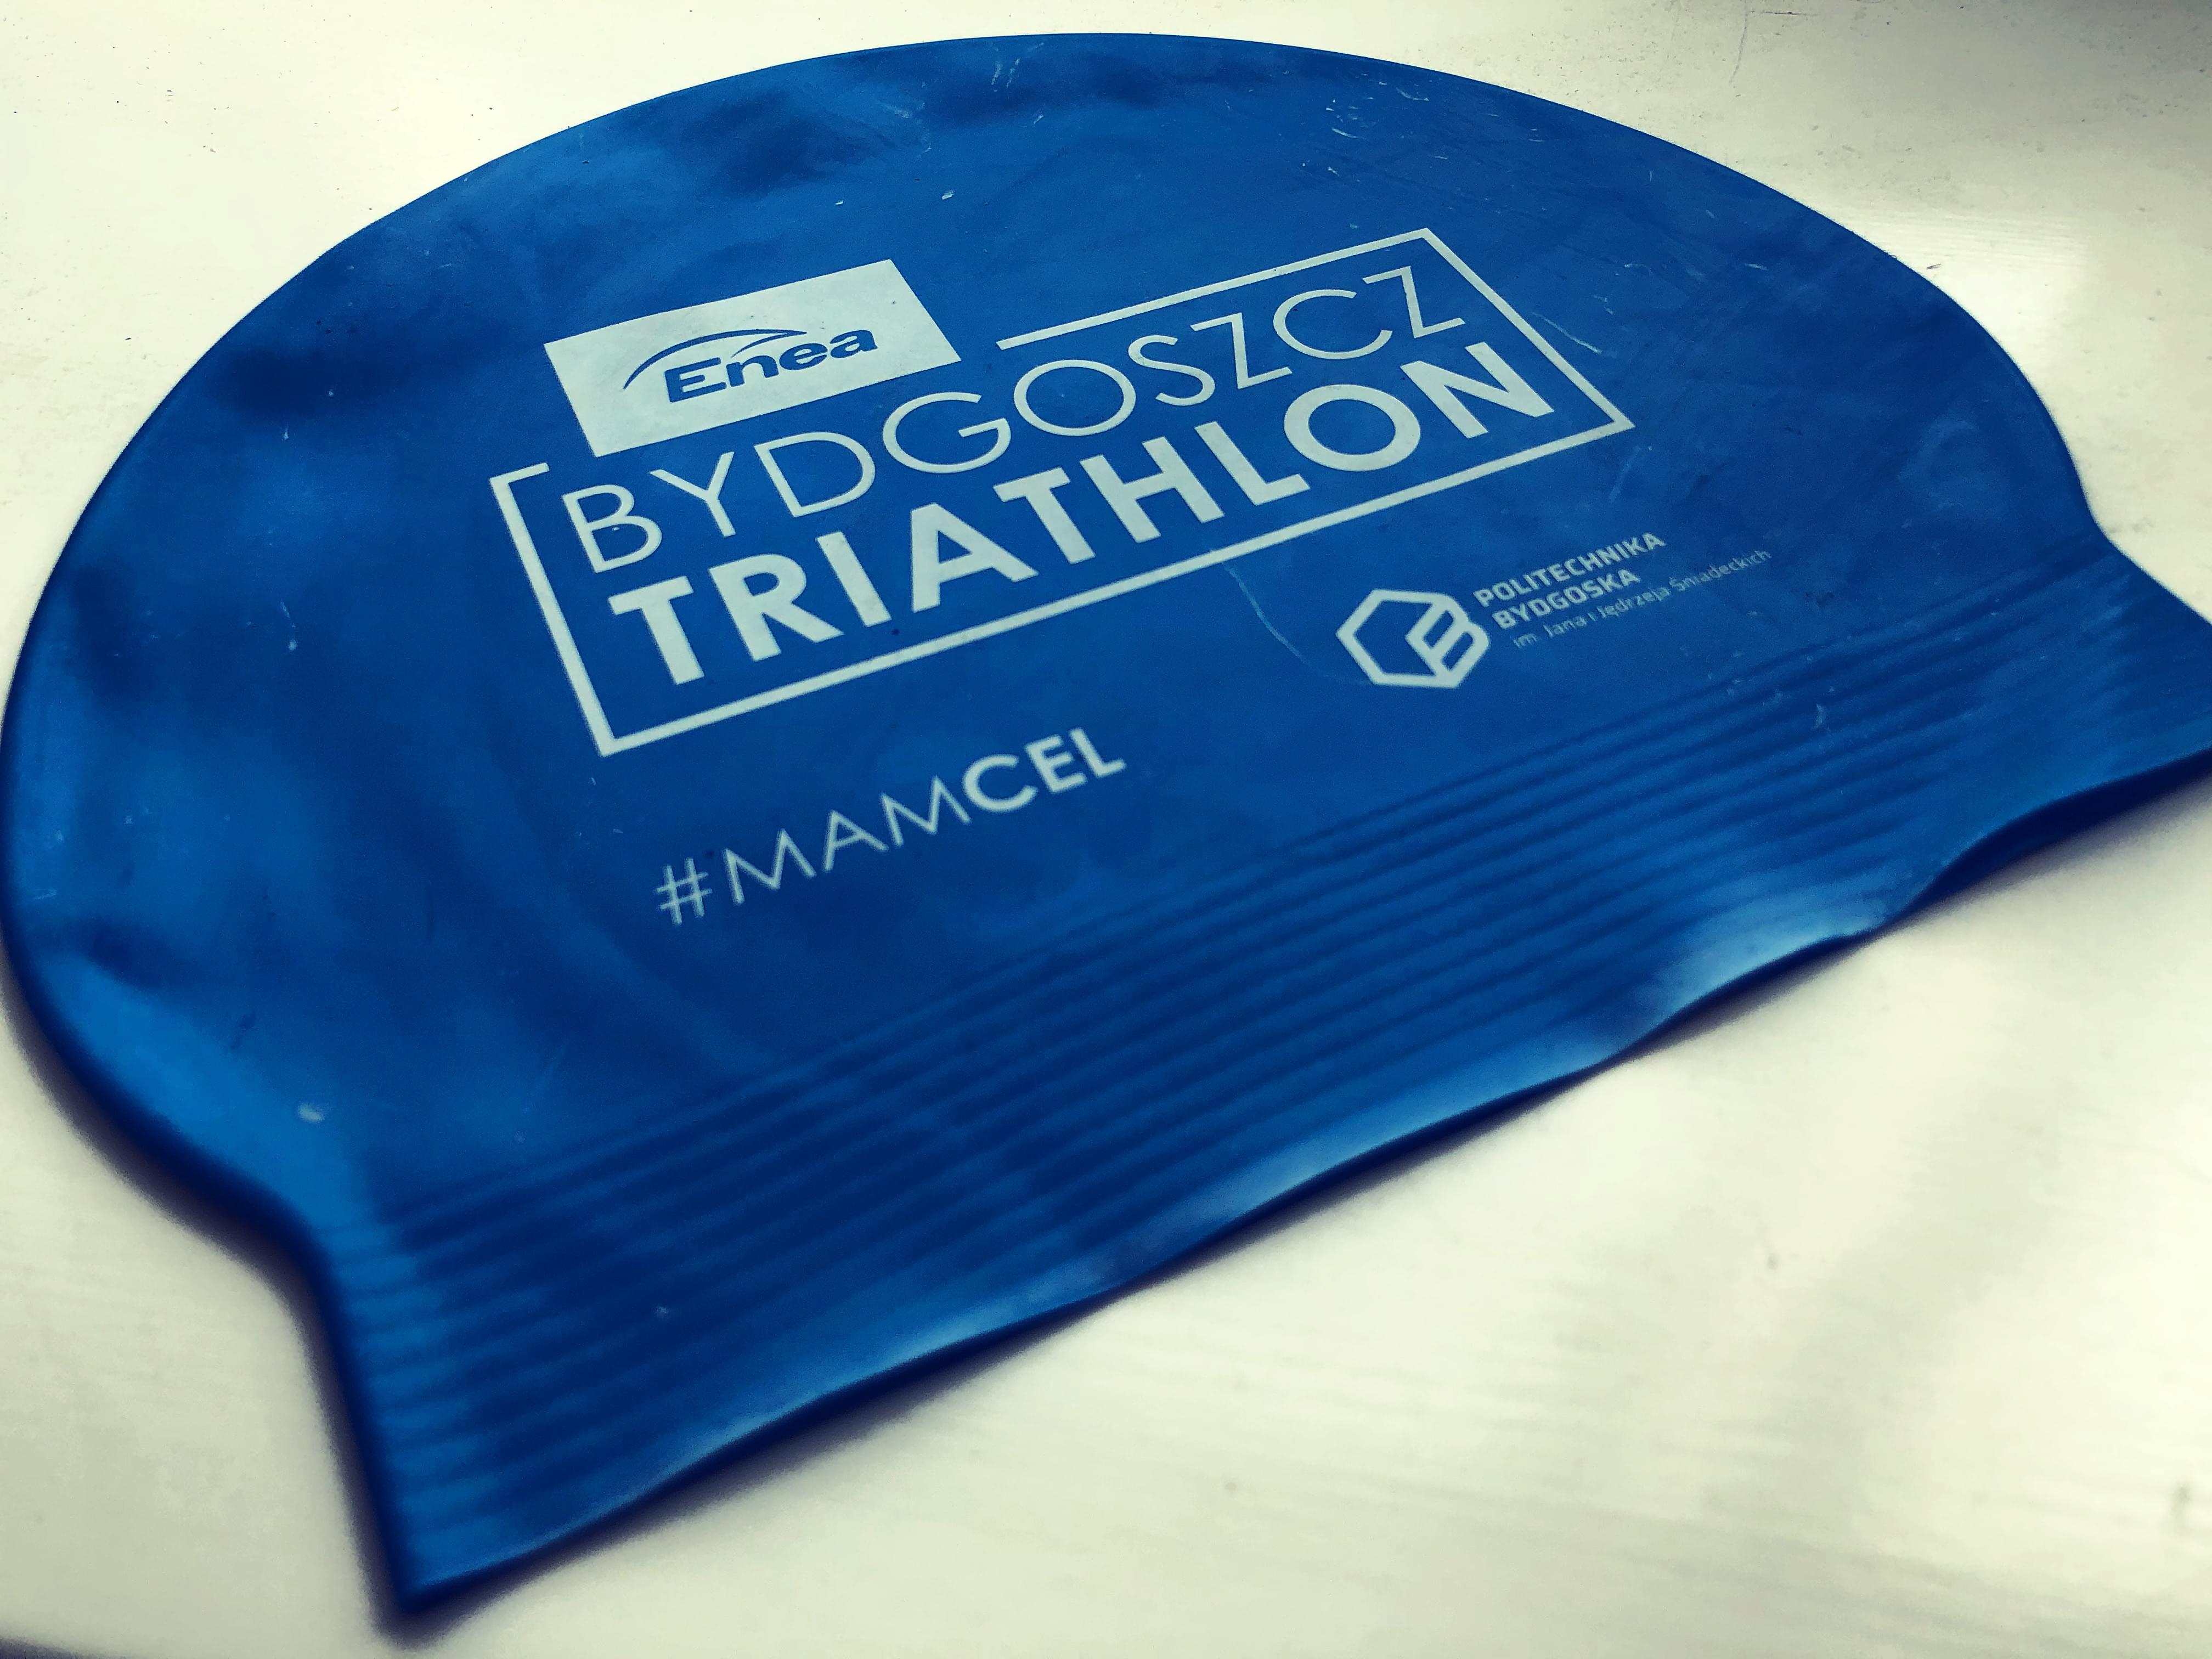 Enea
BYDGOSZCZ
TRIATHLON
POLITECHNIKA
BYDGOSKA
im. Jana i Jędrzeja Śniadeckich
#MAMCEL